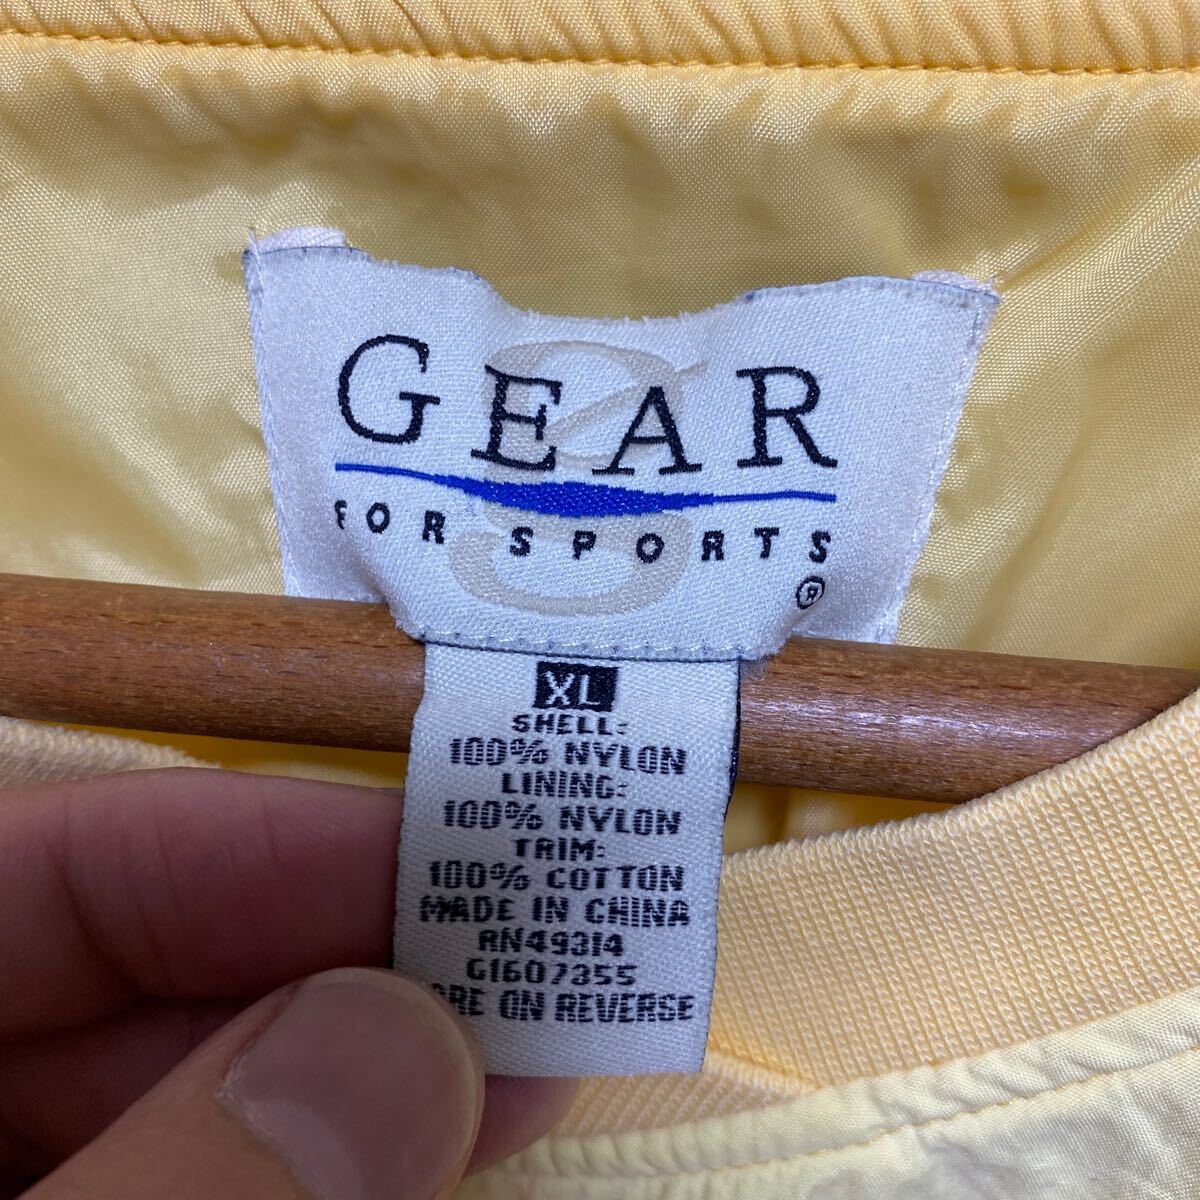 GEAR
FOR SPORTS
®
XL
SHELL:
100% NYLON
LINING:
100% NYLON
TRIM:
100% COTTON
MADE IN CHINA
RN49314
G1607355
ON REVERSE